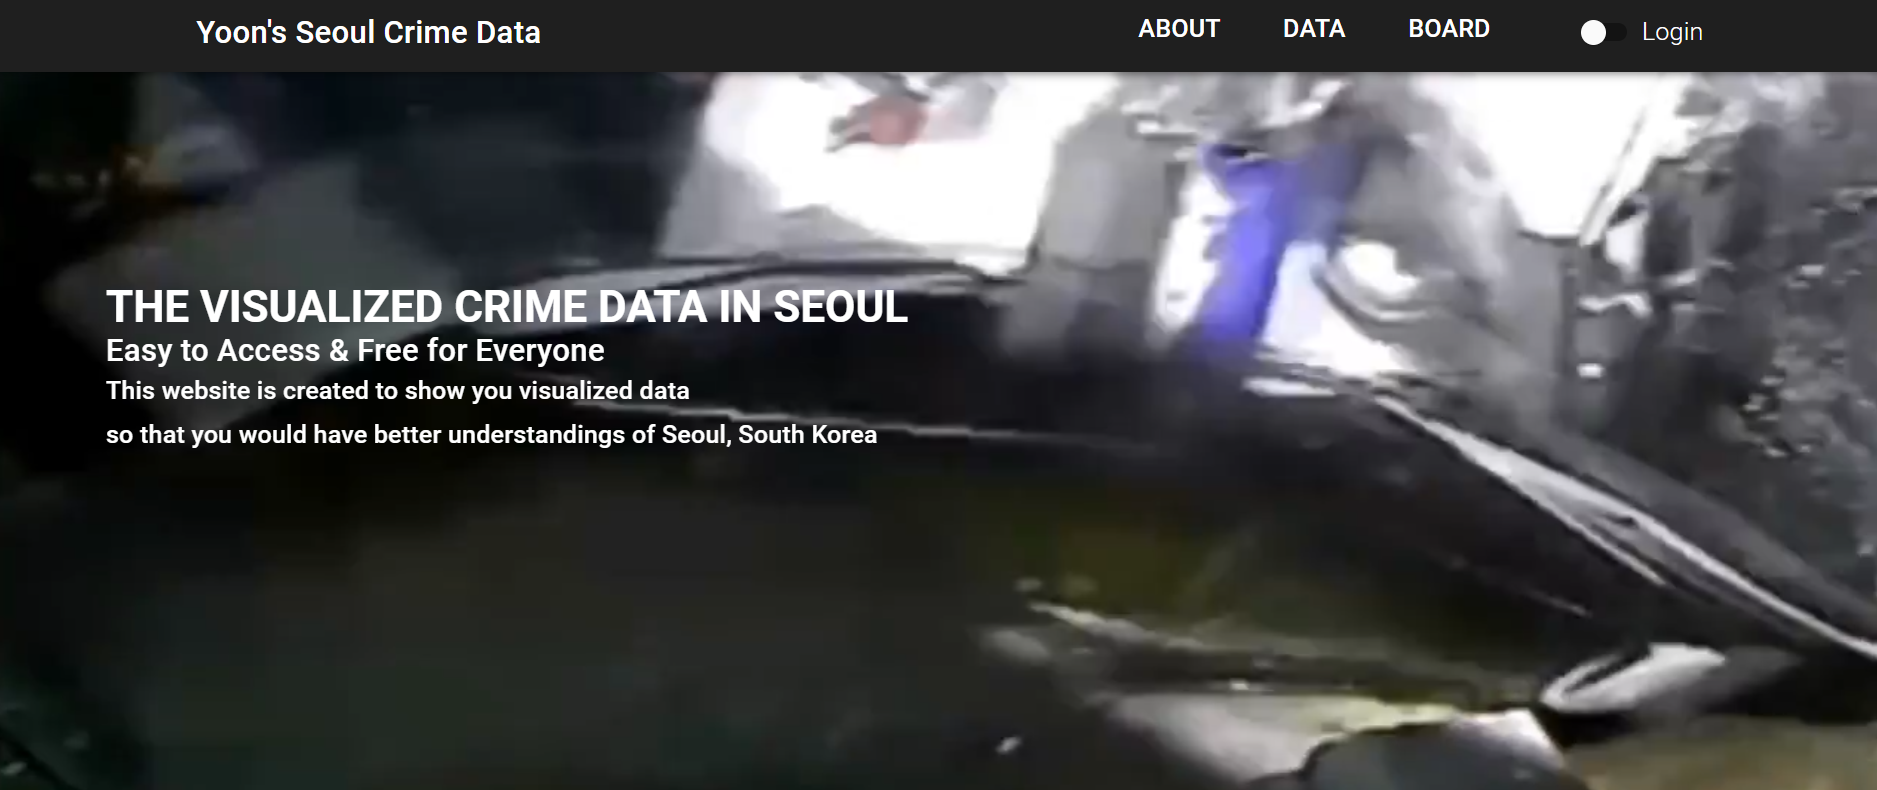 Yoon's Seoul Crime Data
ABOUT DATA BOARD Login
THE VISUALIZED CRIME DATA IN SEOUL
Easy to Access & Free for Everyone
This website is created to show you visualized data
so that you would have better understandings of Seoul, South Korea